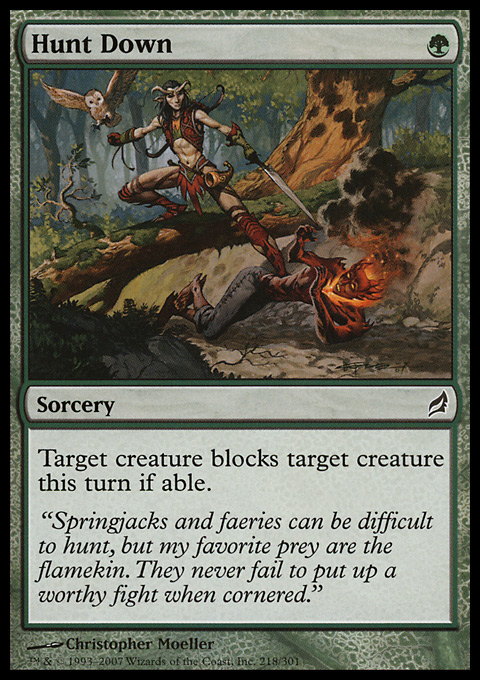 Hunt Down
Sorcery
Target creature blocks target creature
this turn if able.
“Springjacks and faeries can be difficult
to hunt, but my favorite prey are the
flamekin. They never fail to put up a
worthy fight when cornered.”
Christopher Moeller
™ & © 1993–2007 Wizards of the Coast, Inc. 218/301